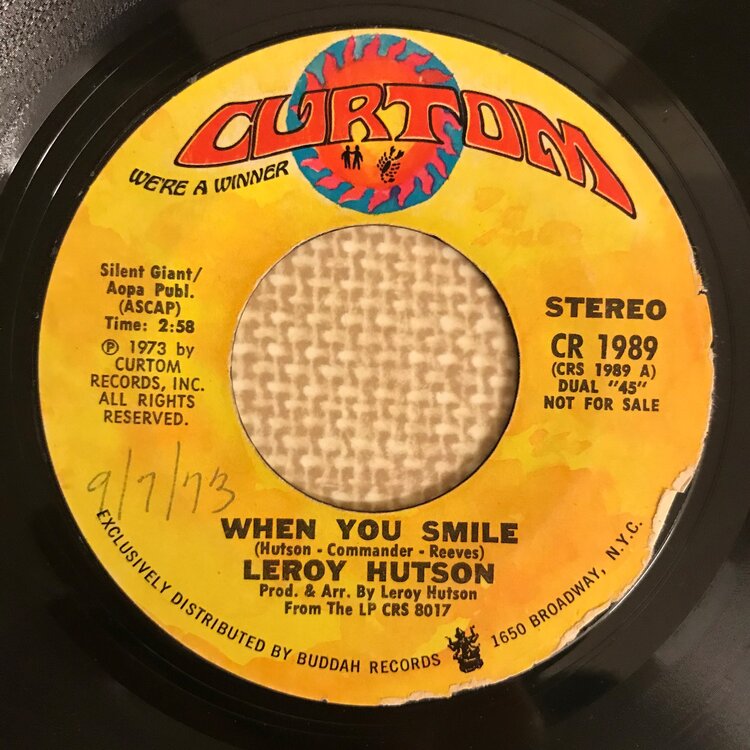 CURTOM
WE'RE A WINNER
Silent Giant/
Aopa Publ.
(ASCAP)
Time: 2:58
℗ 1973 by
CURTOM
RECORDS, INC.
ALL RIGHTS
RESERVED.
STEREO
CR 1989
(CRS 1989 A)
DUAL "45"
NOT FOR SALE
9/7/73
WHEN YOU SMILE
(Hutson - Commander - Reeves)
LEROY HUTSON
Prod. & Arr. By Leroy Hutson
From The LP CRS 8017
EXCLUSIVELY DISTRIBUTED BY BUDDAH RECORDS 1650 BROADWAY, N.Y.C.